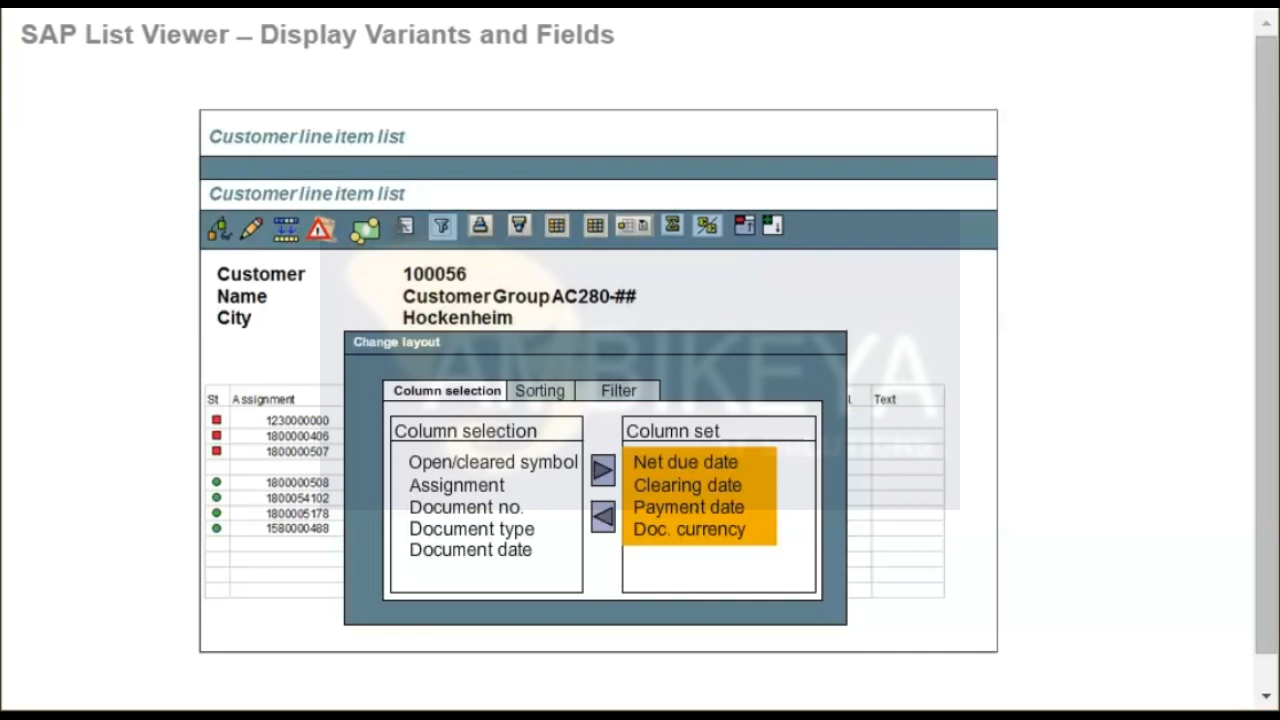 SAP List Viewer – Display Variants and Fields
Customer line item list
Customer line item list
Customer 100056
Name Customer Group AC280-##
City Hockenheim
Change layout
Column selection Sorting Filter
St Assignment Text
Column selection Column set
1230000000
1800000406
1800000507
1800000508
1800054102
1800005178
1580000488
Open/cleared symbol Net due date
Assignment Clearing date
Document no. Payment date
Document type Doc. currency
Document date
AMBIKEYA